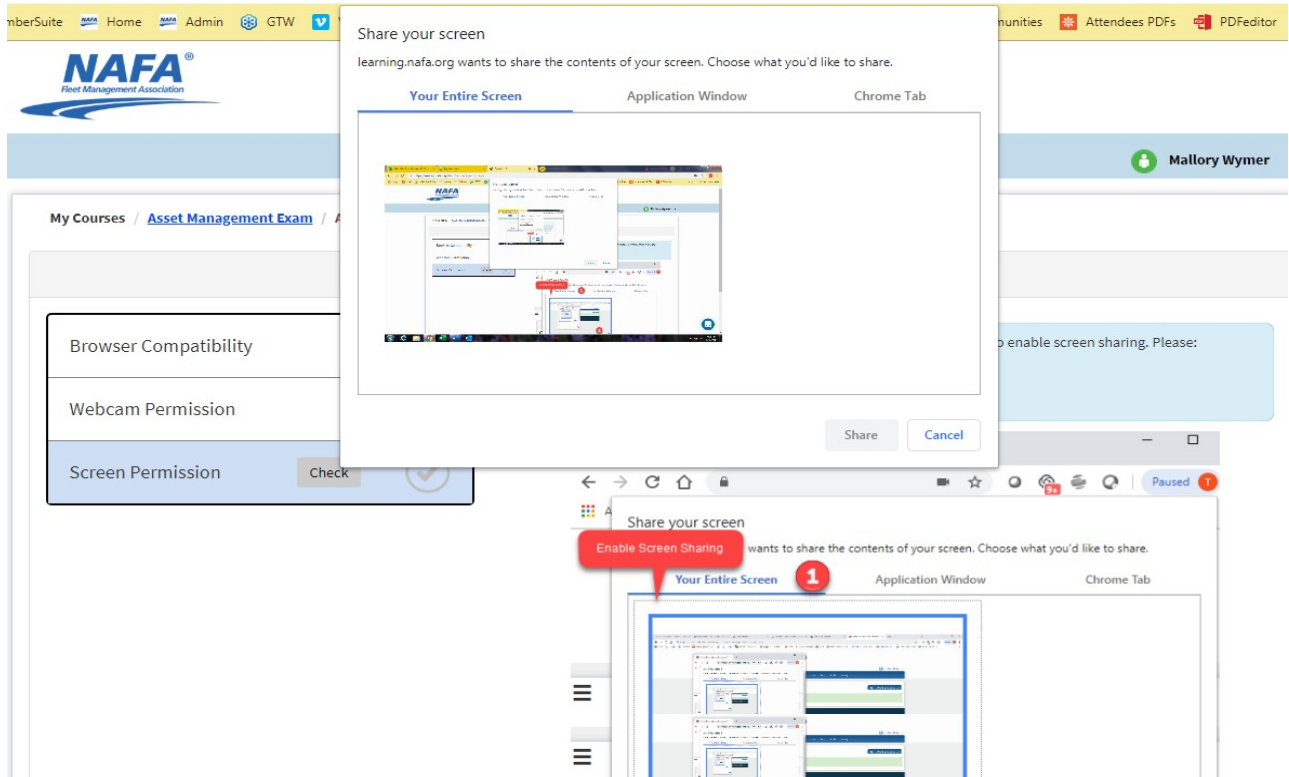 mberSuite NAFA Home NAFA Admin GTW
Attendees PDFs PDFeditor
NAFA®
Fleet Management Association
Mallory Wymer
Share your screen
learning.nafa.org wants to share the contents of your screen. Choose what you'd like to share.
Your Entire Screen Application Window Chrome Tab
NAFA
Share Cancel
My Courses / Asset Management Exam /
Browser Compatibility
Webcam Permission
Screen Permission Check
o enable screen sharing. Please:
9+ Paused T
Share your screen
Enable Screen Sharing
wants to share the contents of your screen. Choose what you'd like to share.
Your Entire Screen 1 Application Window Chrome Tab